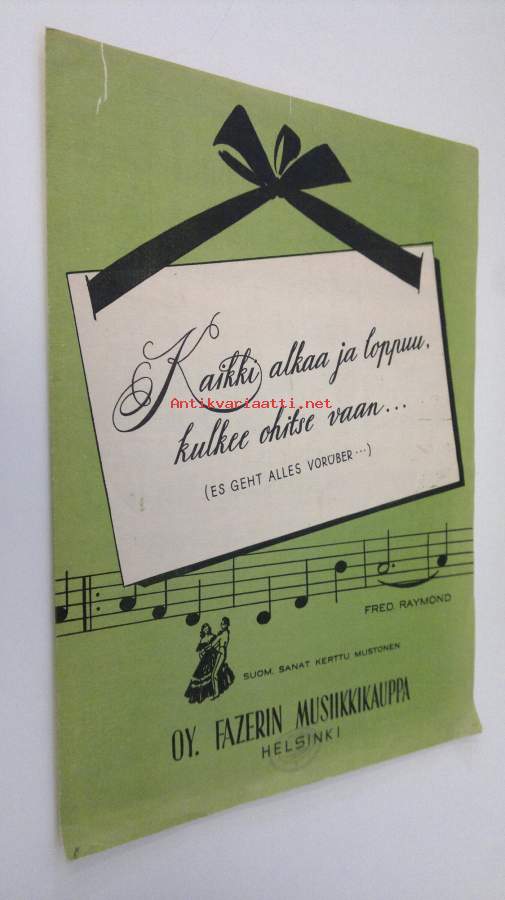 Kaikki alkaa ja loppuu,
Antikvariaatti.net
kulkee ohitse vaan...
(ES GEHT ALLES VORÜBER...)
FRED. RAYMOND
SUOM. SANAT KERTTU MUSTONEN
OY. FAZERIN MUSIIKKIKAUPPA
HELSINKI